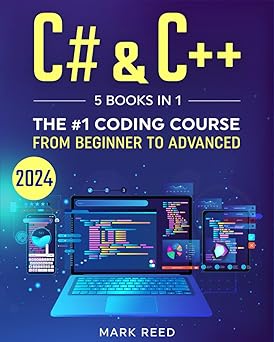 C# & C++
5 BOOKS IN 1
THE #1 CODING COURSE
FROM BEGINNER TO ADVANCED
2024
MARK REED